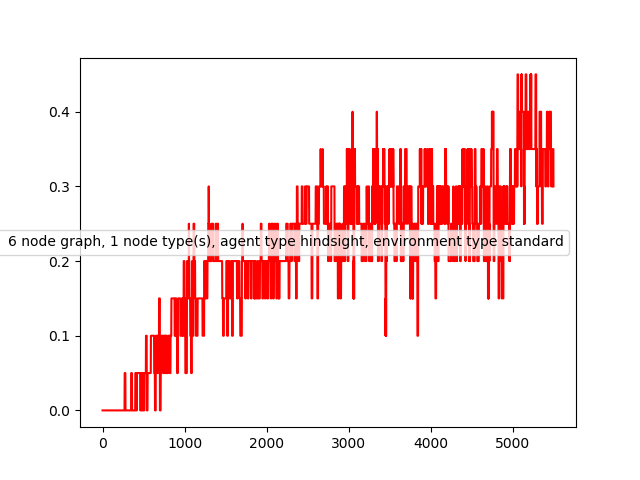 0.4
0.3
6 node graph, 1 node type(s), agent type hindsight, environment type standard
0.2
0.1
0.0
0 1000 2000 3000 4000 5000